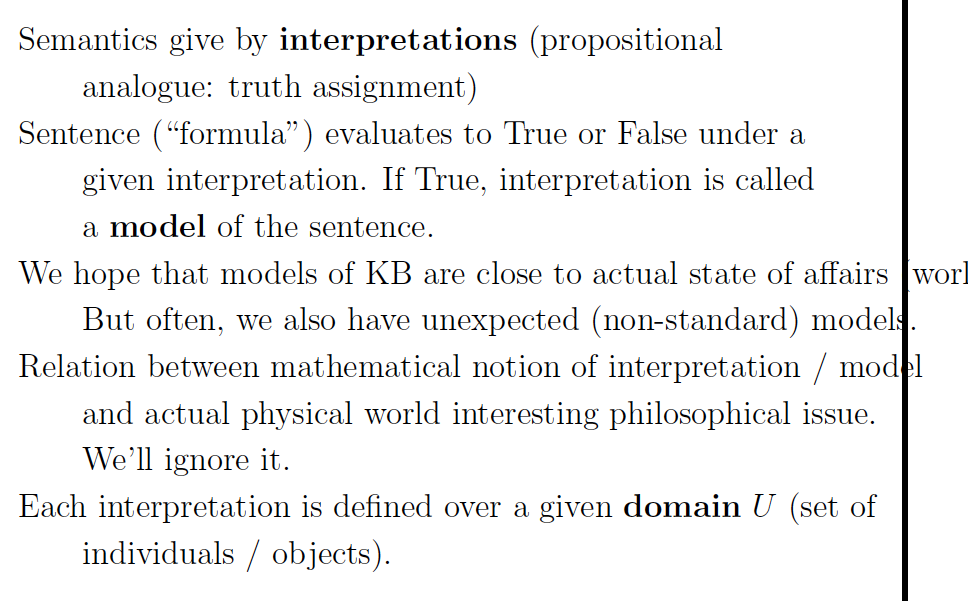 Semantics give by interpretations (propositional
analogue: truth assignment)
Sentence (“formula”) evaluates to True or False under a
given interpretation. If True, interpretation is called
a model of the sentence.
We hope that models of KB are close to actual state of affairs
But often, we also have unexpected (non-standard) models.
Relation between mathematical notion of interpretation / model
and actual physical world interesting philosophical issue.
We’ll ignore it.
Each interpretation is defined over a given domain U (set of
individuals / objects).